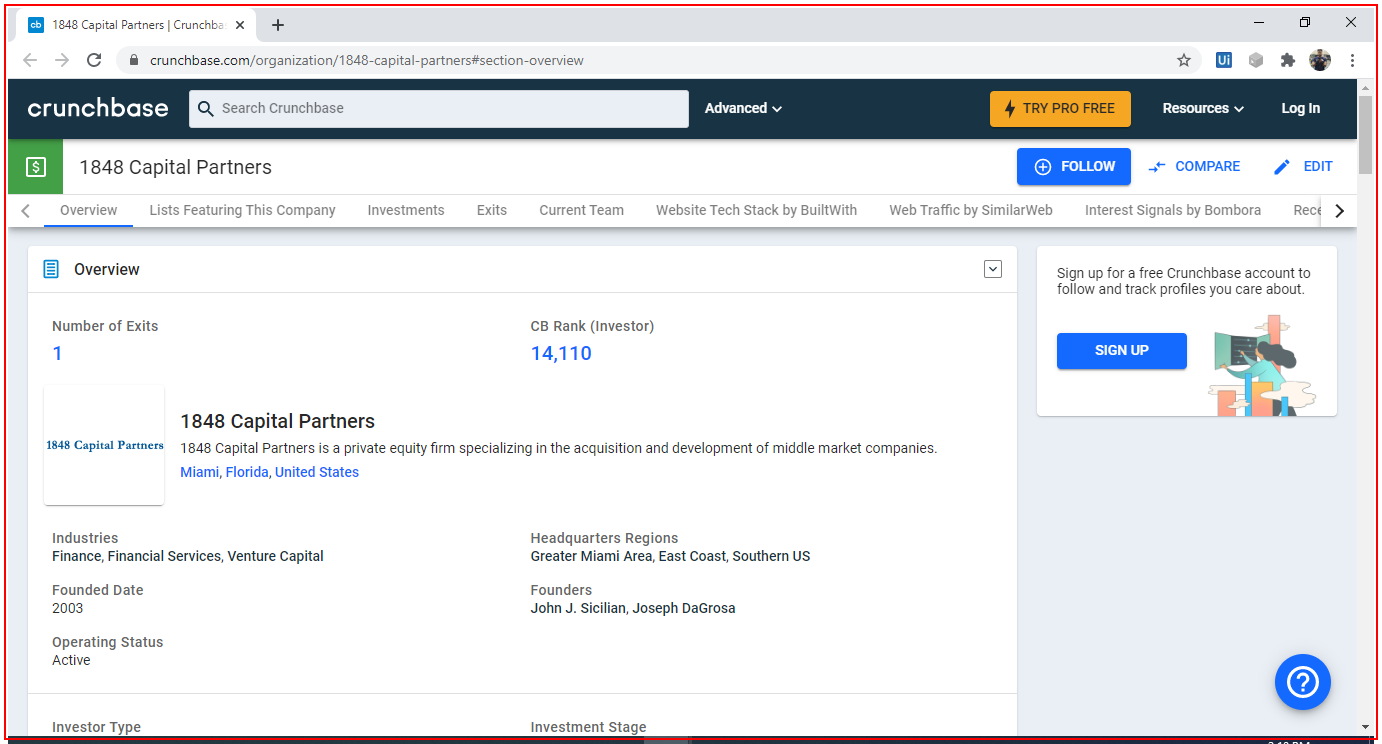 cb 1848 Capital Partners | Crunchba
crunchbase.com/organization/1848-capital-partners#section-overview
Ui
crunchbase
Search Crunchbase
Advanced
TRY PRO FREE
Resources
Log In
$
1848 Capital Partners
FOLLOW
COMPARE
EDIT
Overview
Lists Featuring This Company
Investments
Exits
Current Team
Website Tech Stack by BuiltWith
Web Traffic by SimilarWeb
Interest Signals by Bombora
Rece
Overview
Number of Exits
1
CB Rank (Investor)
14,110
1848 Capital Partners
1848 Capital Partners
1848 Capital Partners is a private equity firm specializing in the acquisition and development of middle market companies.
Miami, Florida, United States
Industries
Finance, Financial Services, Venture Capital
Headquarters Regions
Greater Miami Area, East Coast, Southern US
Founded Date
2003
Founders
John J. Sicilian, Joseph DaGrosa
Operating Status
Active
Investor Type
Investment Stage
Sign up for a free Crunchbase account to
follow and track profiles you care about.
SIGN UP
?